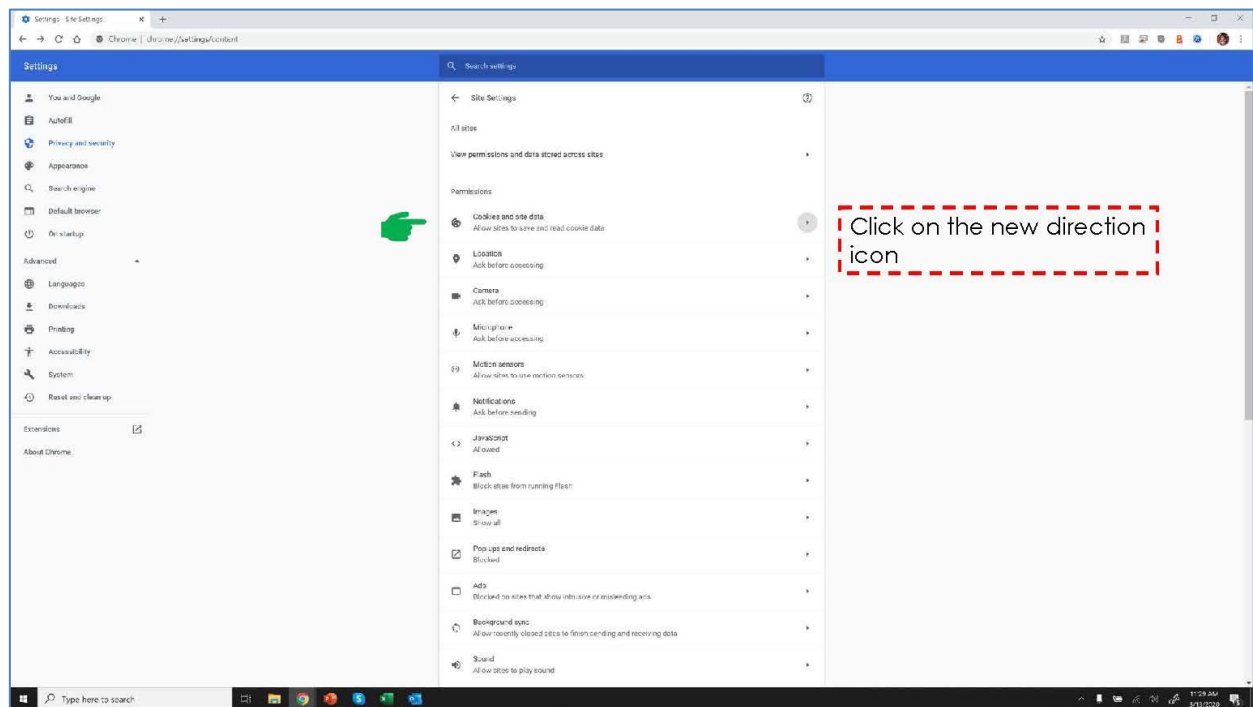 Settings - Site Settings
Chrome | chrome://settings/content
Settings
Search settings
You and Google
Autofill
Privacy and security
Appearance
Search engine
Default browser
On startup
Advanced
Languages
Downloads
Printing
Accessibility
System
Reset and clean up
Extensions
About Chrome
Site Settings
All sites
View permissions and data stored across sites
Permissions
Cookies and site data
Allow sites to save and read cookie data
Location
Ask before accessing
Camera
Ask before accessing
Microphone
Ask before accessing
Motion sensors
Allow sites to use motion sensors
Notifications
Ask before sending
JavaScript
Allowed
Flash
Block sites from running Flash
Images
Show all
Pop-ups and redirects
Blocked
Ads
Blocked on sites that show intrusive or misleading ads
Background sync
Allow recently closed sites to finish sending and receiving data
Sound
Allow sites to play sound
Click on the new direction
icon
Type here to search
11:29 AM
3/13/2020